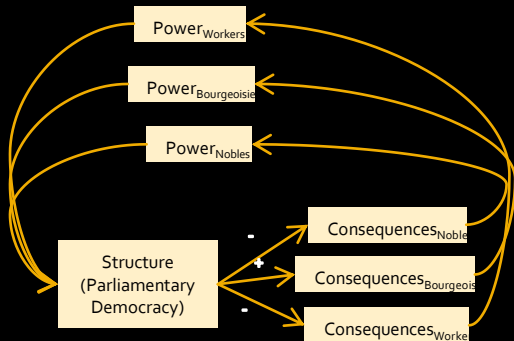 PowerWorkers
PowerBourgeoisie
PowerNobles
-
ConsequencesNoble
+
Structure
(Parliamentary
Democracy)
ConsequencesBourgeois
-
ConsequencesWorke